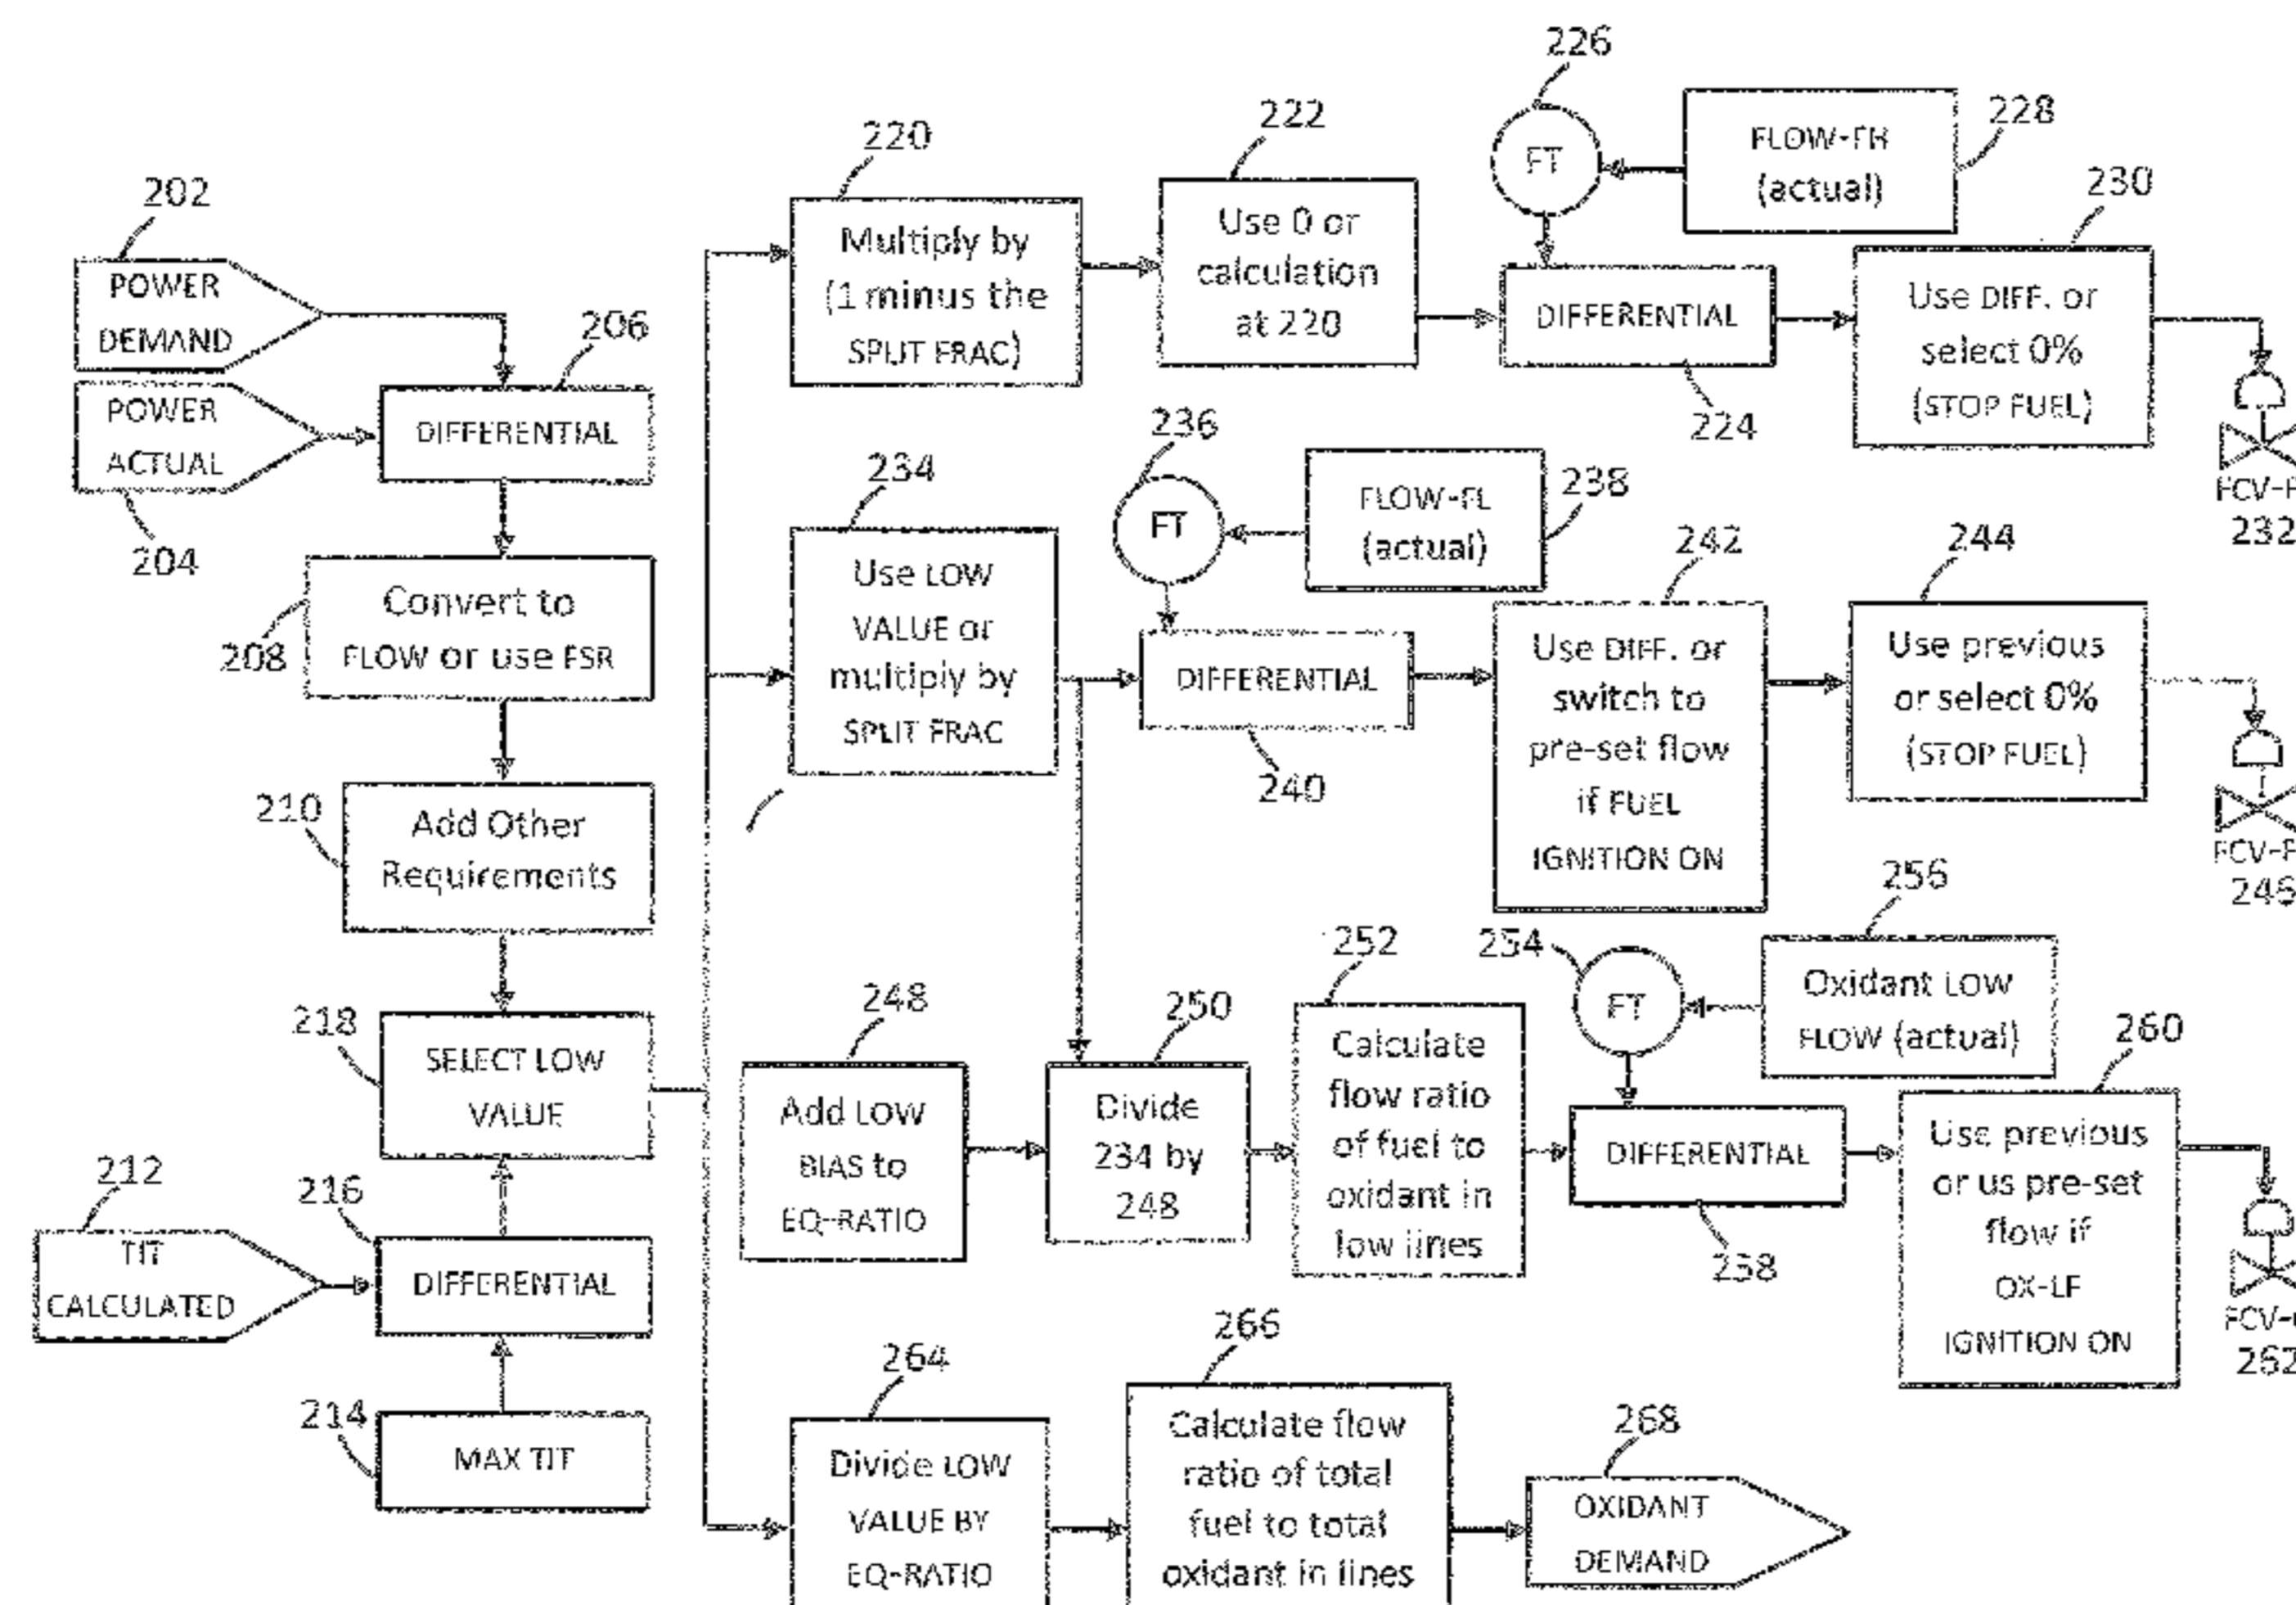 226
220
222
FT
FLOW-FH
(actual)
228
202
230
POWER
DEMAND
206
Multiply by
(1 minus the
SPLIT FRAC)
Use 0 or
calculation
at 220
DIFFERENTIAL
224
Use DIFF. or
select 0%
(STOP FUEL)
POWER
ACTUAL
204
DIFFERENTIAL
FCV-F
232
236
234
FT
FLOW-FL
(actual)
238
242
244
208
Convert to
FLOW or use FSR
Use LOW
VALUE or
multiply by
SPLIT FRAC
DIFFERENTIAL
240
Use DIFF. or
switch to
pre-set flow
if FUEL
IGNITION ON
Use previous
or select 0%
(STOP FUEL)
FCV-F
246
210
Add Other
Requirements
256
252
254
FT
Oxidant LOW
FLOW (actual)
248
250
260
218
SELECT LOW
VALUE
Add LOW
BIAS to
EQ-RATIO
Divide
234 by
248
Calculate
flow ratio
of fuel to
oxidant in
low lines
DIFFERENTIAL
258
Use previous
or us pre-set
flow if
OX-LF
IGNITION ON
212
216
TIT
CALCULATED
DIFFERENTIAL
262
264
266
268
214
MAX TIT
Divide LOW
VALUE BY
EQ-RATIO
Calculate flow
ratio of total
fuel to total
oxidant in lines
OXIDANT
DEMAND